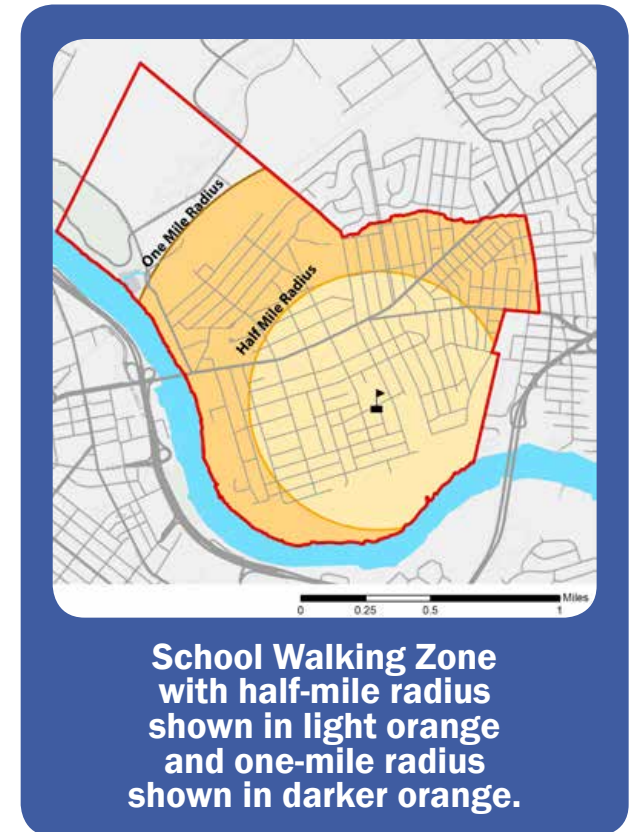 One Mile Radius
Half Mile Radius
Miles
0 0.25 0.5 1
School Walking Zone
with half-mile radius
shown in light orange
and one-mile radius
shown in darker orange.